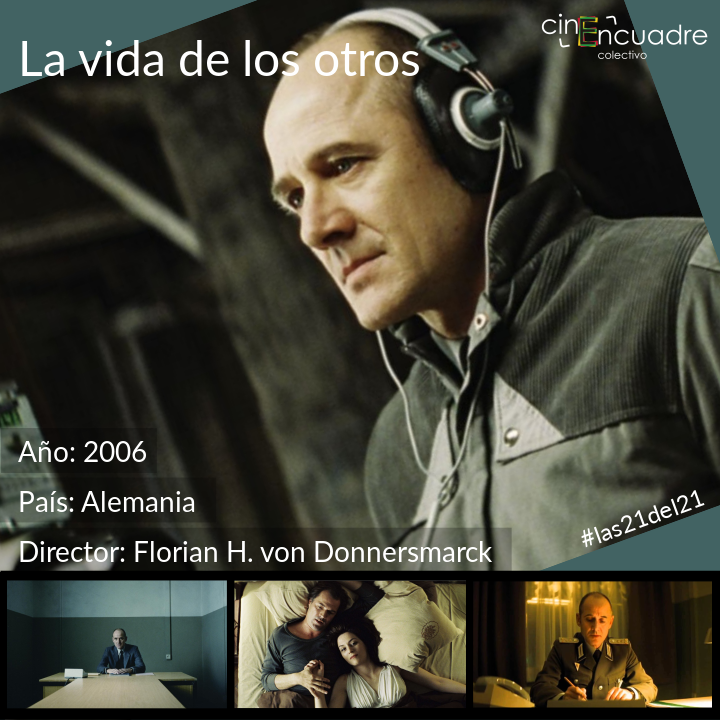 La vida de los otros
cinEncuadre
colectivo
Año: 2006
País: Alemania
Director: Florian H. von Donnersmarck
#las21del21